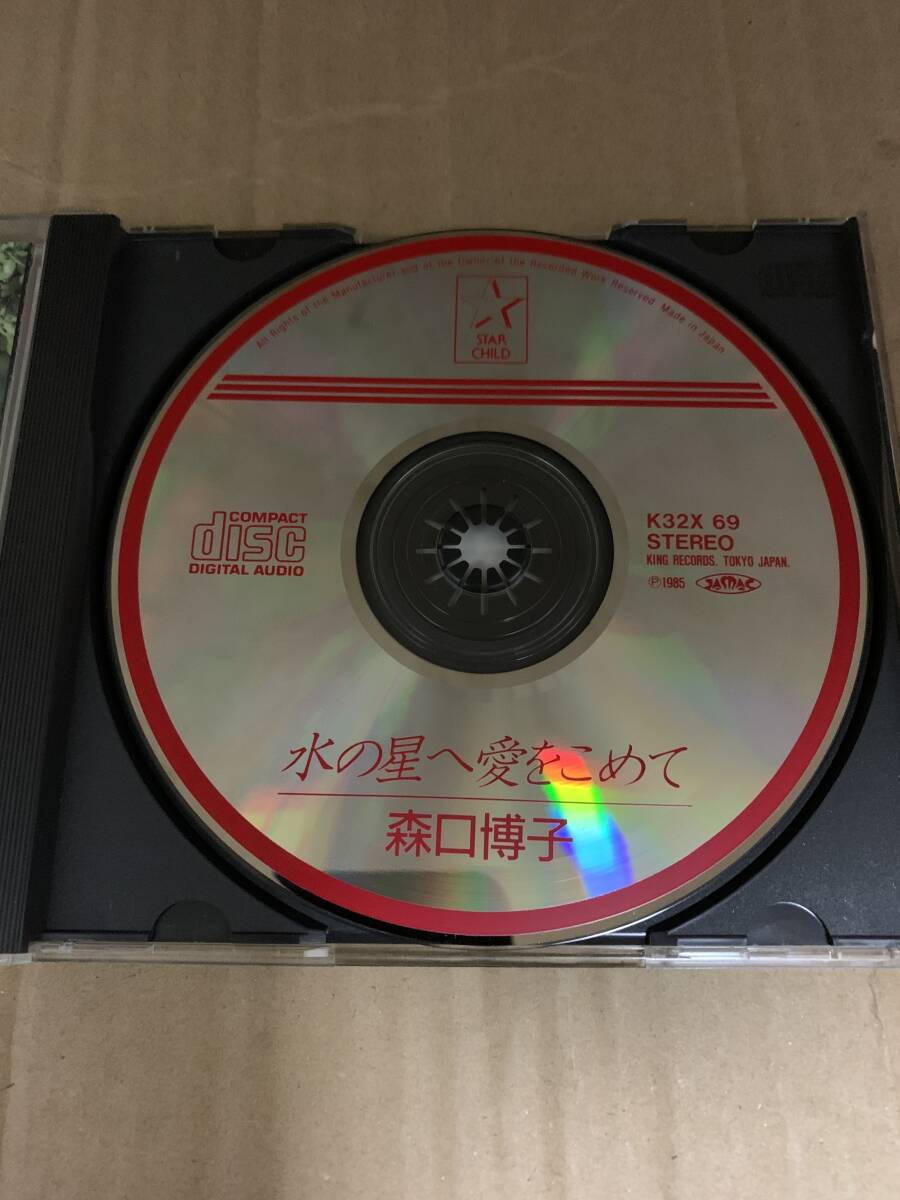 All Rights of the Manufacturer and of the Owner of the Recorded Work Reserved. Made in Japan
STAR
CHILD
COMPACT
disc
DIGITAL AUDIO
K32X 69
STEREO
KING RECORDS. TOKYO JAPAN.
Ⓟ1985 JASRAC
水の星へ愛をこめて
森口博子